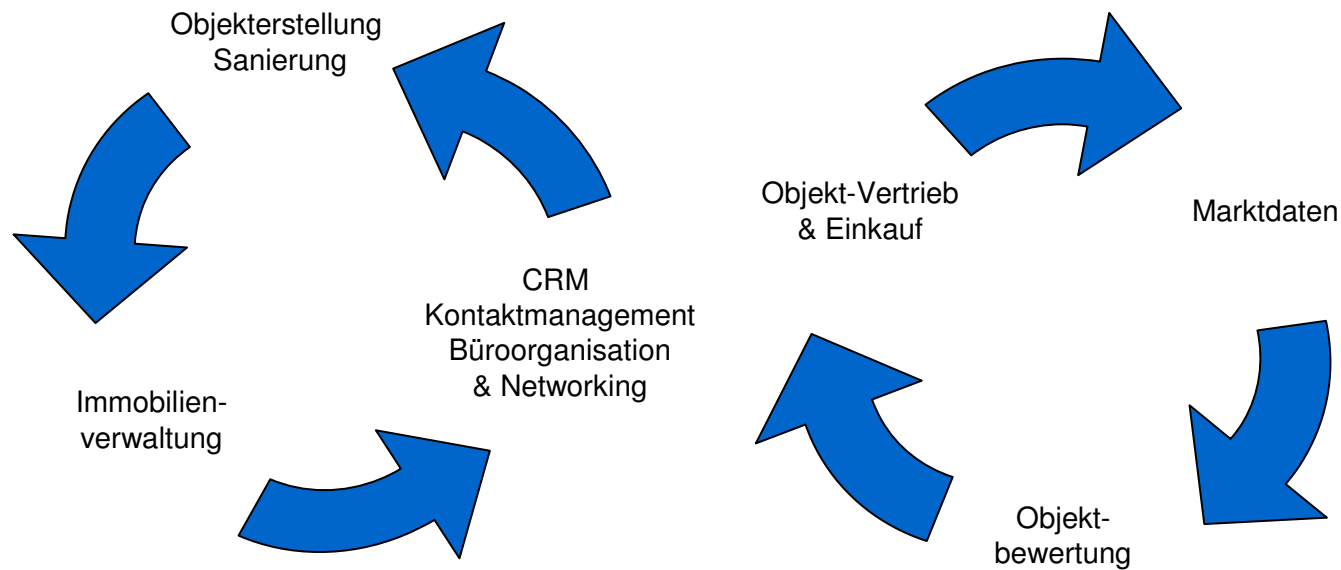 Objekterstellung
Sanierung
Immobilien-
verwaltung
CRM
Kontaktmanagement
Büroorganisation
& Networking
Objekt-Vertrieb
& Einkauf
Marktdaten
Objekt-
bewertung